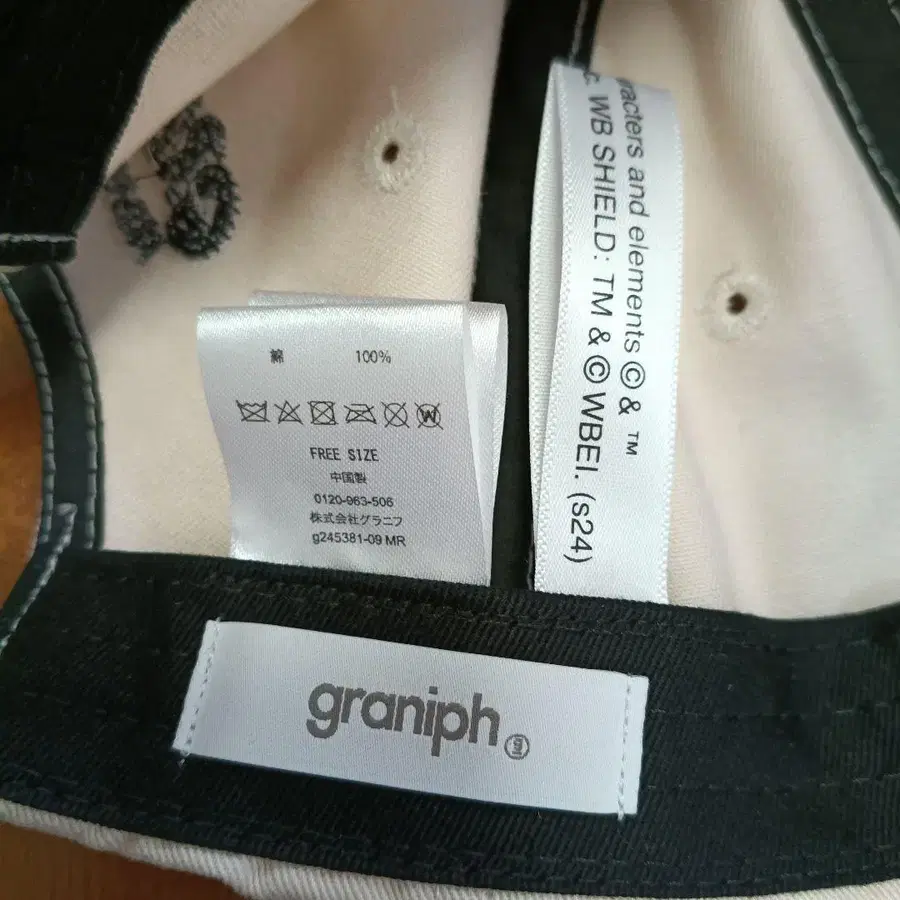 綿 100%
FREE SIZE
中国製
0120-963-506
株式会社グラニフ
g245381-09 MR
and elements © & ™
WB SHIELD: TM & © WBEI. (s24)
graniph